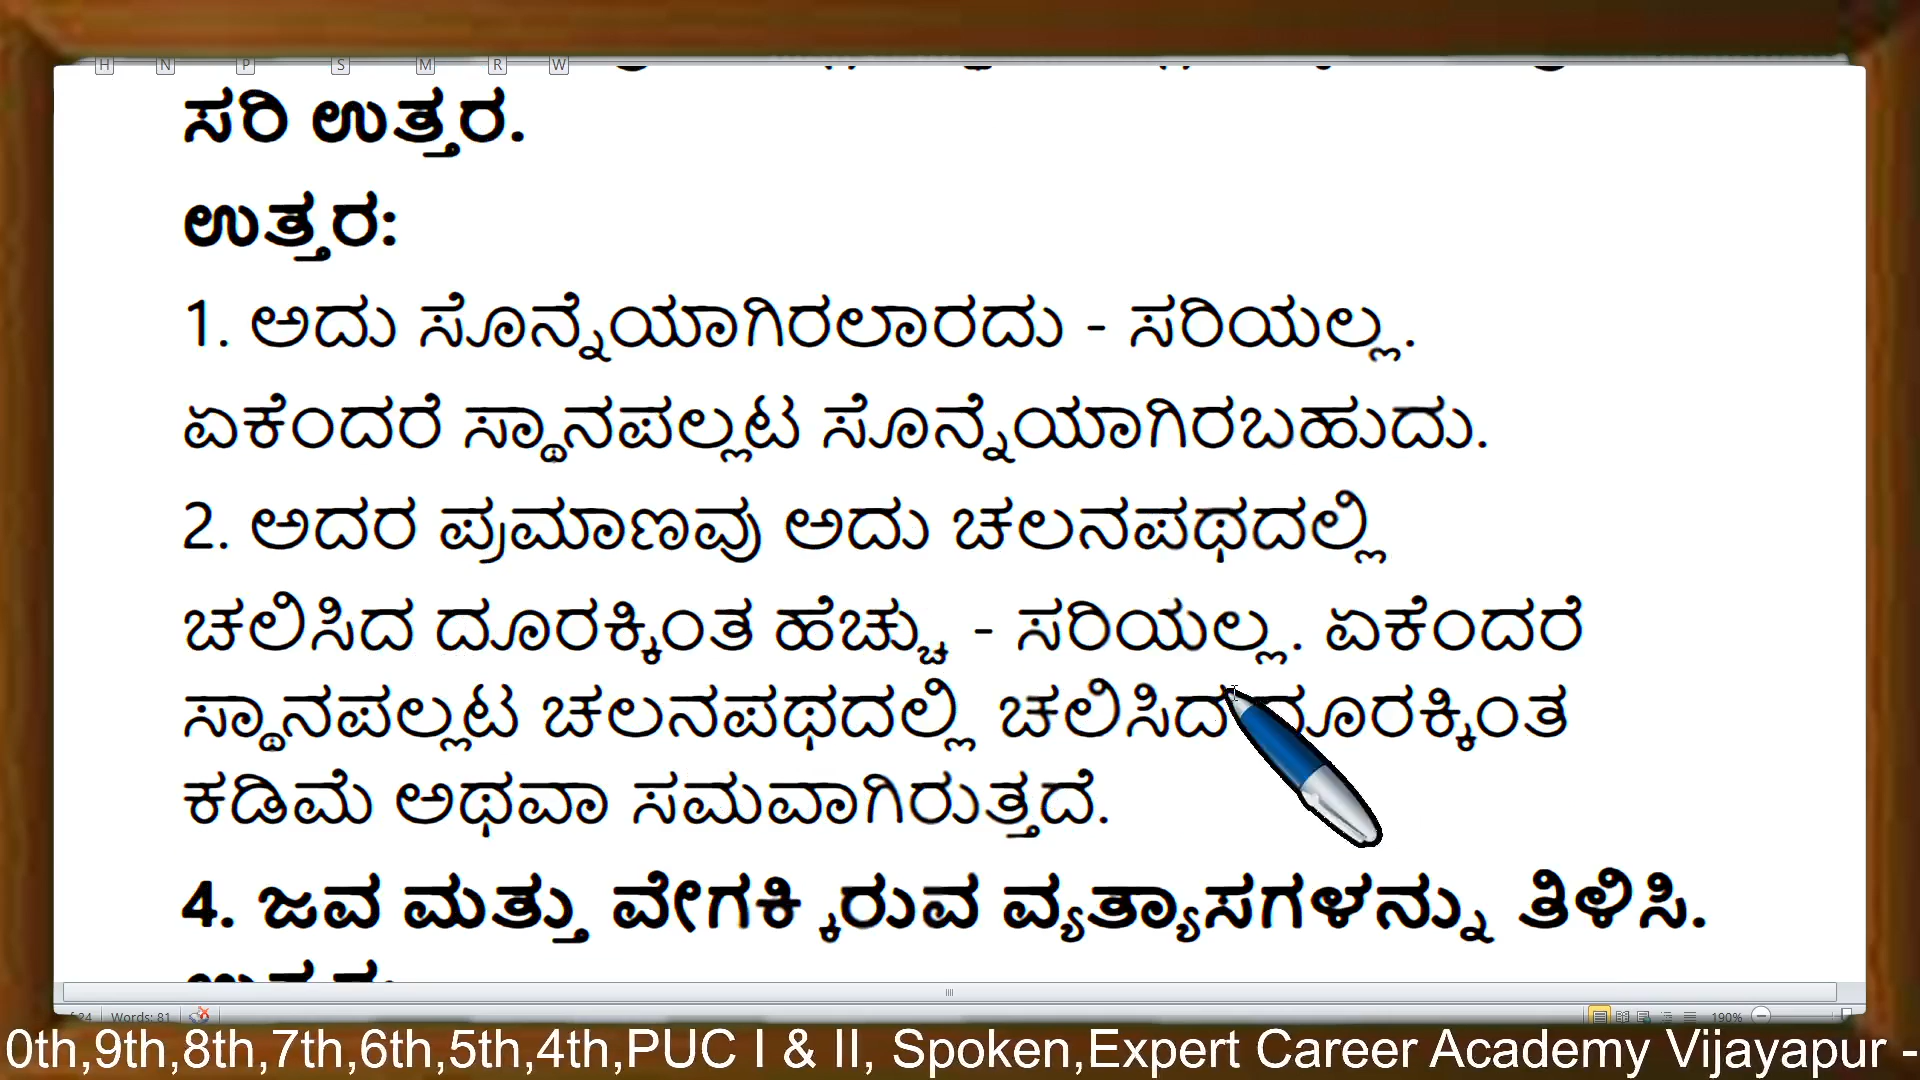 H N P S M R W
ಸರಿ ಉತ್ತರ.
ಉತ್ತರ:
1. ಅದು ಸೊನ್ನೆಯಾಗಿರಲಾರದು - ಸರಿಯಲ್ಲ.
ಏಕೆಂದರೆ ಸ್ಥಾನಪಲ್ಲಟ ಸೊನ್ನೆಯಾಗಿರಬಹುದು.
2. ಅದರ ಪ್ರಮಾಣವು ಅದು ಚಲನಪಥದಲ್ಲಿ
ಚಲಿಸಿದ ದೂರಕ್ಕಿಂತ ಹೆಚ್ಚು - ಸರಿಯಲ್ಲ. ಏಕೆಂದರೆ
ಸ್ಥಾನಪಲ್ಲಟ ಚಲನಪಥದಲ್ಲಿ ಚಲಿಸಿದ ದೂರಕ್ಕಿಂತ
ಕಡಿಮೆ ಅಥವಾ ಸಮವಾಗಿರುತ್ತದೆ.
4. ಜವ ಮತ್ತು ವೇಗಕ್ಕಿರುವ ವ್ಯತ್ಯಾಸಗಳನ್ನು ತಿಳಿಸಿ.
Words: 81 190%
0th,9th,8th,7th,6th,5th,4th,PUC I & II, Spoken,Expert Career Academy Vijayapur -